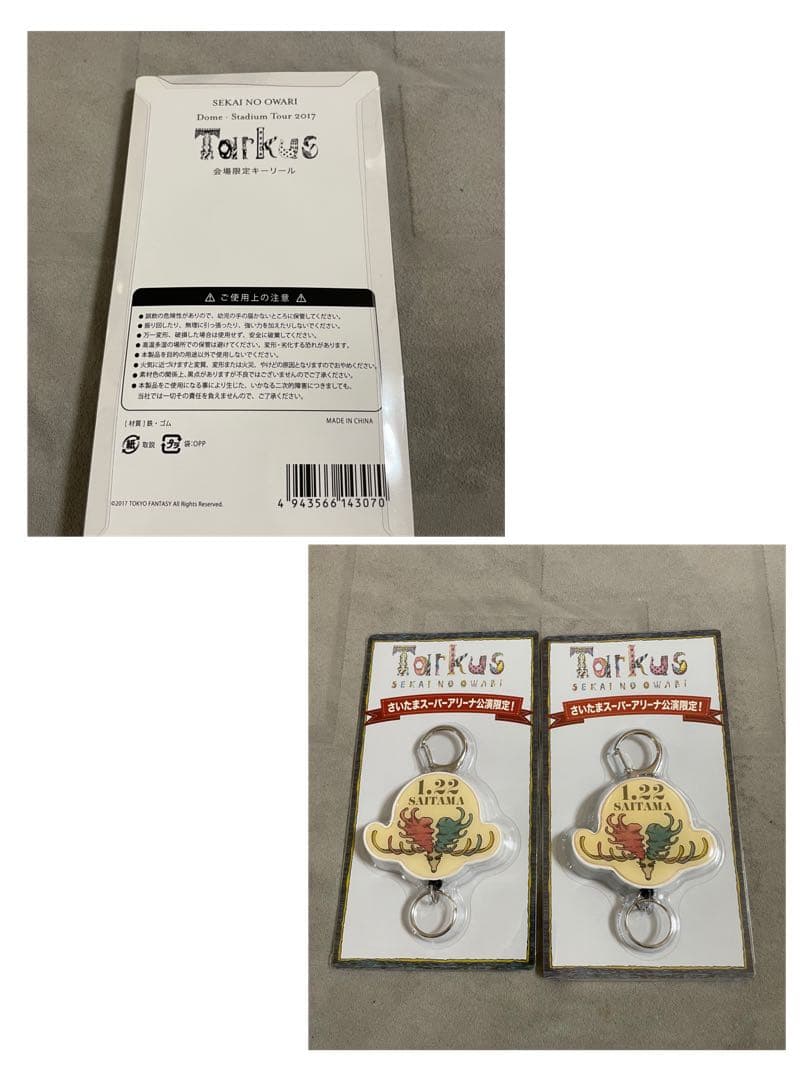 SEKAI NO OWARI
Dome・Stadium Tour 2017
Tarkus
会場限定キーリール
ご使用上の注意
●誤飲の危険性がありので、幼児の手の届かないところに保管してください。
●振り回したり、無理に引っ張ったり、強い力を加えたりしないでください。
●万一変形、破損した場合は使用せず、安全に破棄してください。
●高温多湿の場所での保管は避けてください。変形・劣化する恐れがあります。
●本製品を目的の用途以外で使用しないでください。
●火気に近づけますと変質、変形または火災、やけどの原因となりますのでおやめください。
●素材色の関係上、黒点がありますが不良ではございませんのでご了承ください。
●本製品をご使用になる事により生じた、いかなる二次的障害につきましても、
当社では一切その責任を負えませんので、ご了承ください。
[材質] 鉄・ゴム
MADE IN CHINA
紙 取説 プラ 袋:OPP
4 943566 143070
©2017 TOKYO FANTASY All Rights Reserved.
Tarkus
SEKAI NO OWARI
さいたまスーパーアリーナ公演限定!
1.22
SAITAMA
Tarkus
SEKAI NO OWARI
さいたまスーパーアリーナ公演限定!
1.22
SAITAMA